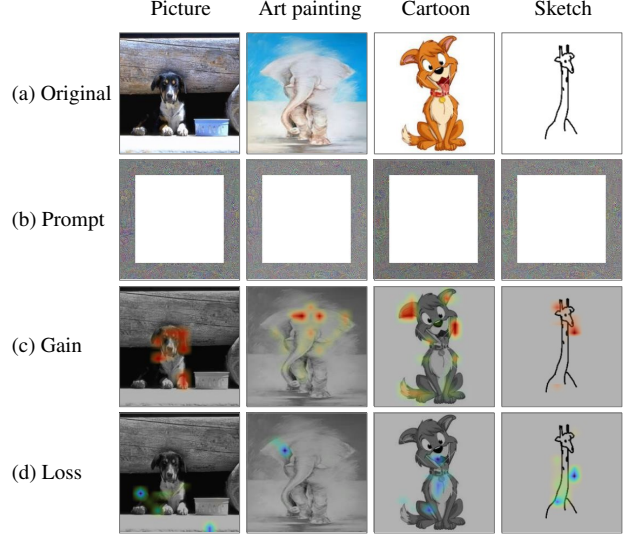 Picture Art painting Cartoon Sketch
(a) Original
(b) Prompt
(c) Gain
(d) Loss